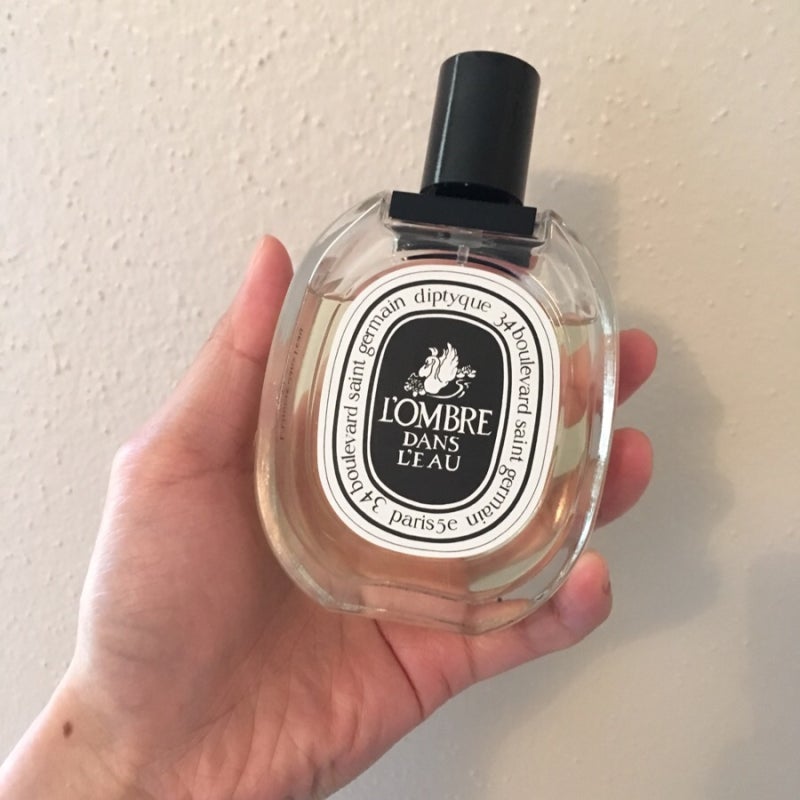 diptyque 34 boulevard saint germain paris5e 34 boulevard saint germain
L'OMBRE
DANS
L'EAU